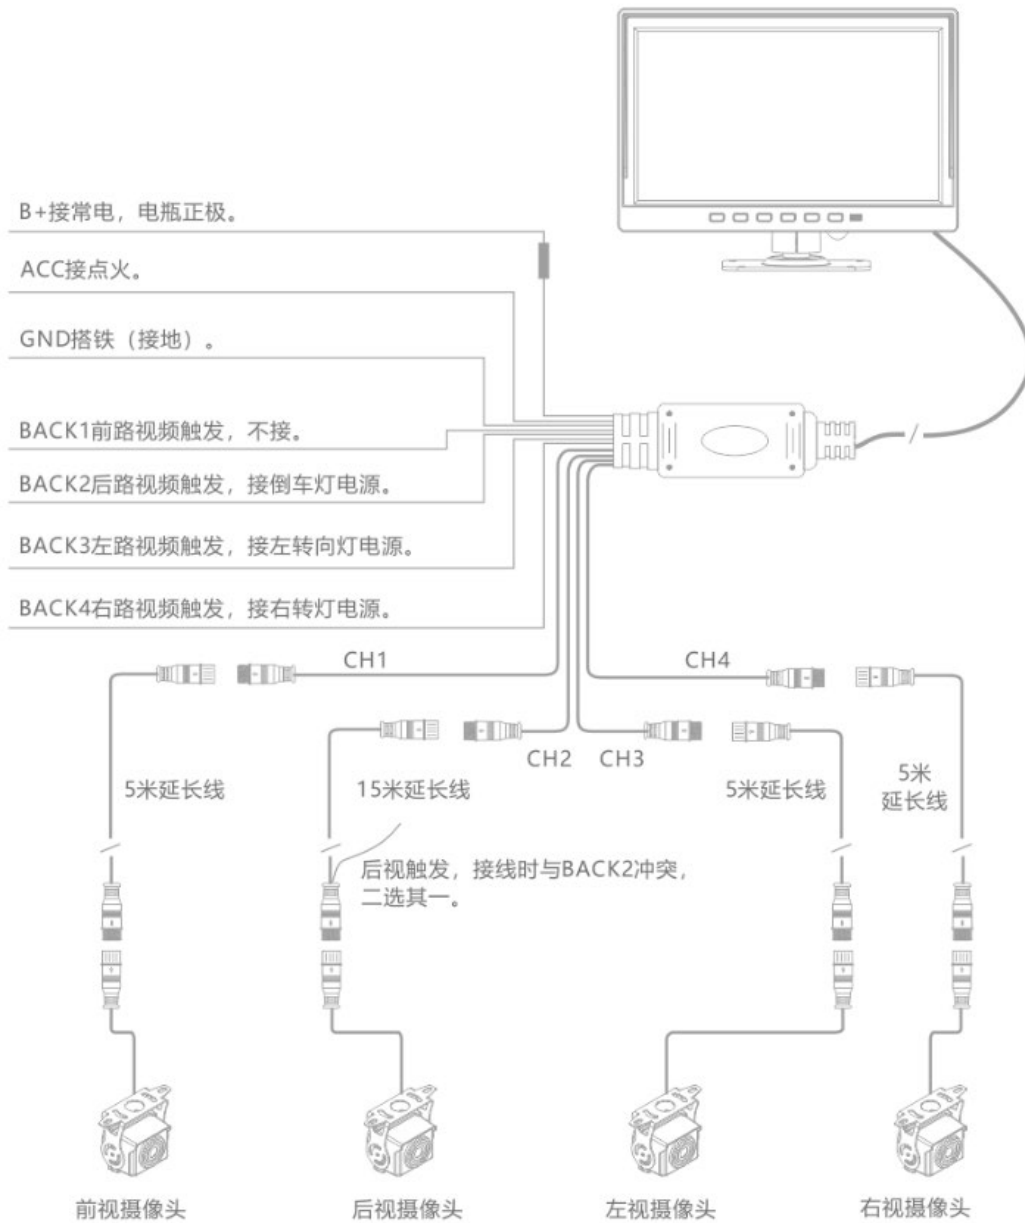 B+接常电，电瓶正极。
ACC接点火。
GND搭铁（接地）。
BACK1前路视频触发，不接。
BACK2后路视频触发，接倒车灯电源。
BACK3左路视频触发，接左转向灯电源。
BACK4右路视频触发，接右转灯电源。
CH1
CH4
CH2
CH3
5米延长线
15米延长线
5米延长线
5米
延长线
后视触发，接线时与BACK2冲突，
二选其一。
前视摄像头
后视摄像头
左视摄像头
右视摄像头